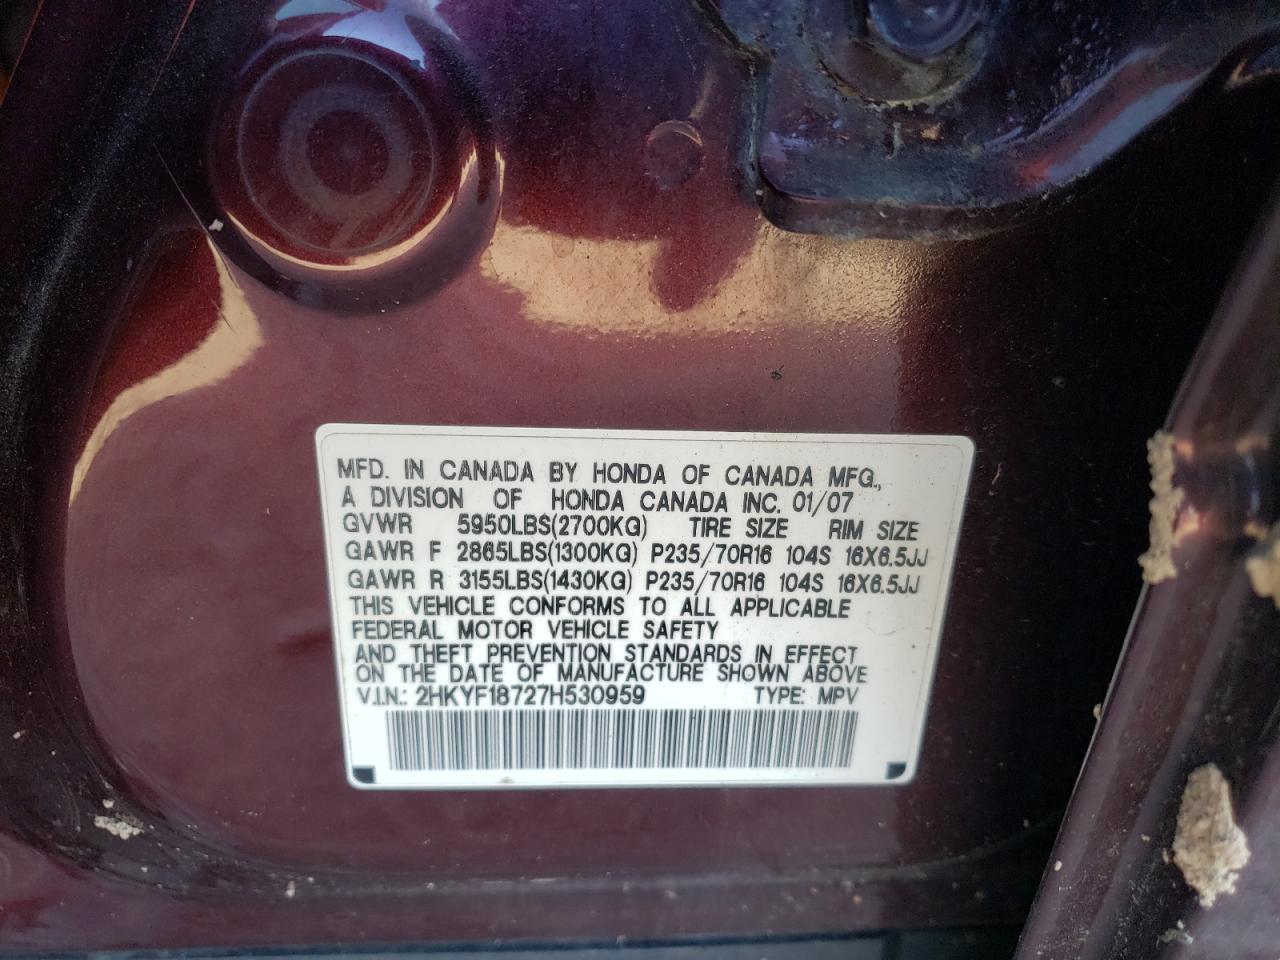 MFD. IN CANADA BY HONDA OF CANADA MFG.,
A DIVISION OF HONDA CANADA INC. 01/07
GVWR 5950LBS(2700KG) TIRE SIZE RIM SIZE
GAWR F 2865LBS(1300KG) P235/70R16 104S 16X6.5JJ
GAWR R 3155LBS(1430KG) P235/70R16 104S 16X6.5JJ
THIS VEHICLE CONFORMS TO ALL APPLICABLE
FEDERAL MOTOR VEHICLE SAFETY
AND THEFT PREVENTION STANDARDS IN EFFECT
ON THE DATE OF MANUFACTURE SHOWN ABOVE
V.I.N.: 2HKYF18727H530959 TYPE: MPV